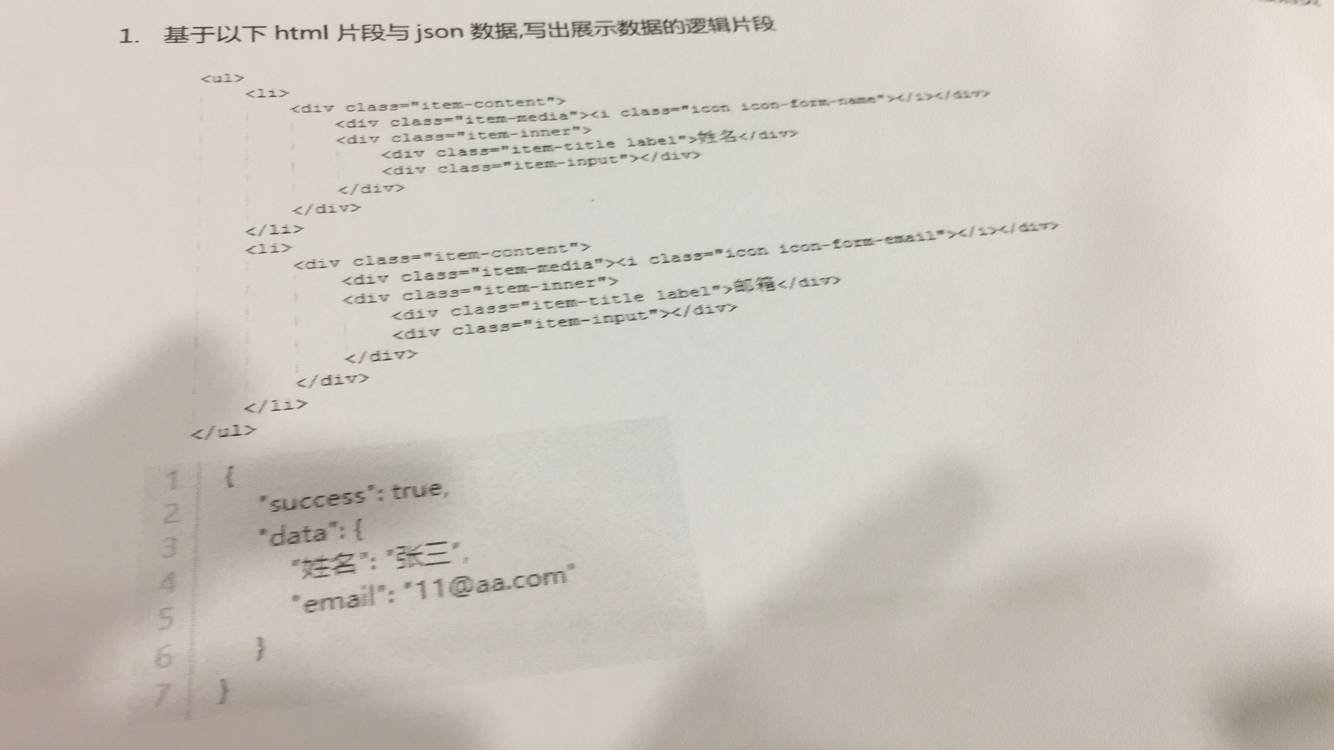 1. 基于以下 html 片段与 json 数据,写出展示数据的逻辑片段
<ul>
<li>
<div class="item-content">
<div class="item-media"><i class="icon icon-form-name"></i></div>
<div class="item-inner">
<div class="item-title label">姓名</div>
<div class="item-input"></div>
</div>
</div>
</li>
<li>
<div class="item-content">
<div class="item-media"><i class="icon icon-form-email"></i></div>
<div class="item-inner">
<div class="item-title label">邮箱</div>
<div class="item-input"></div>
</div>
</div>
</li>
</ul>
1 {
2 "success": true,
3 "data": {
4 "姓名": "张三",
5 "email": "11@aa.com"
6 }
7 }